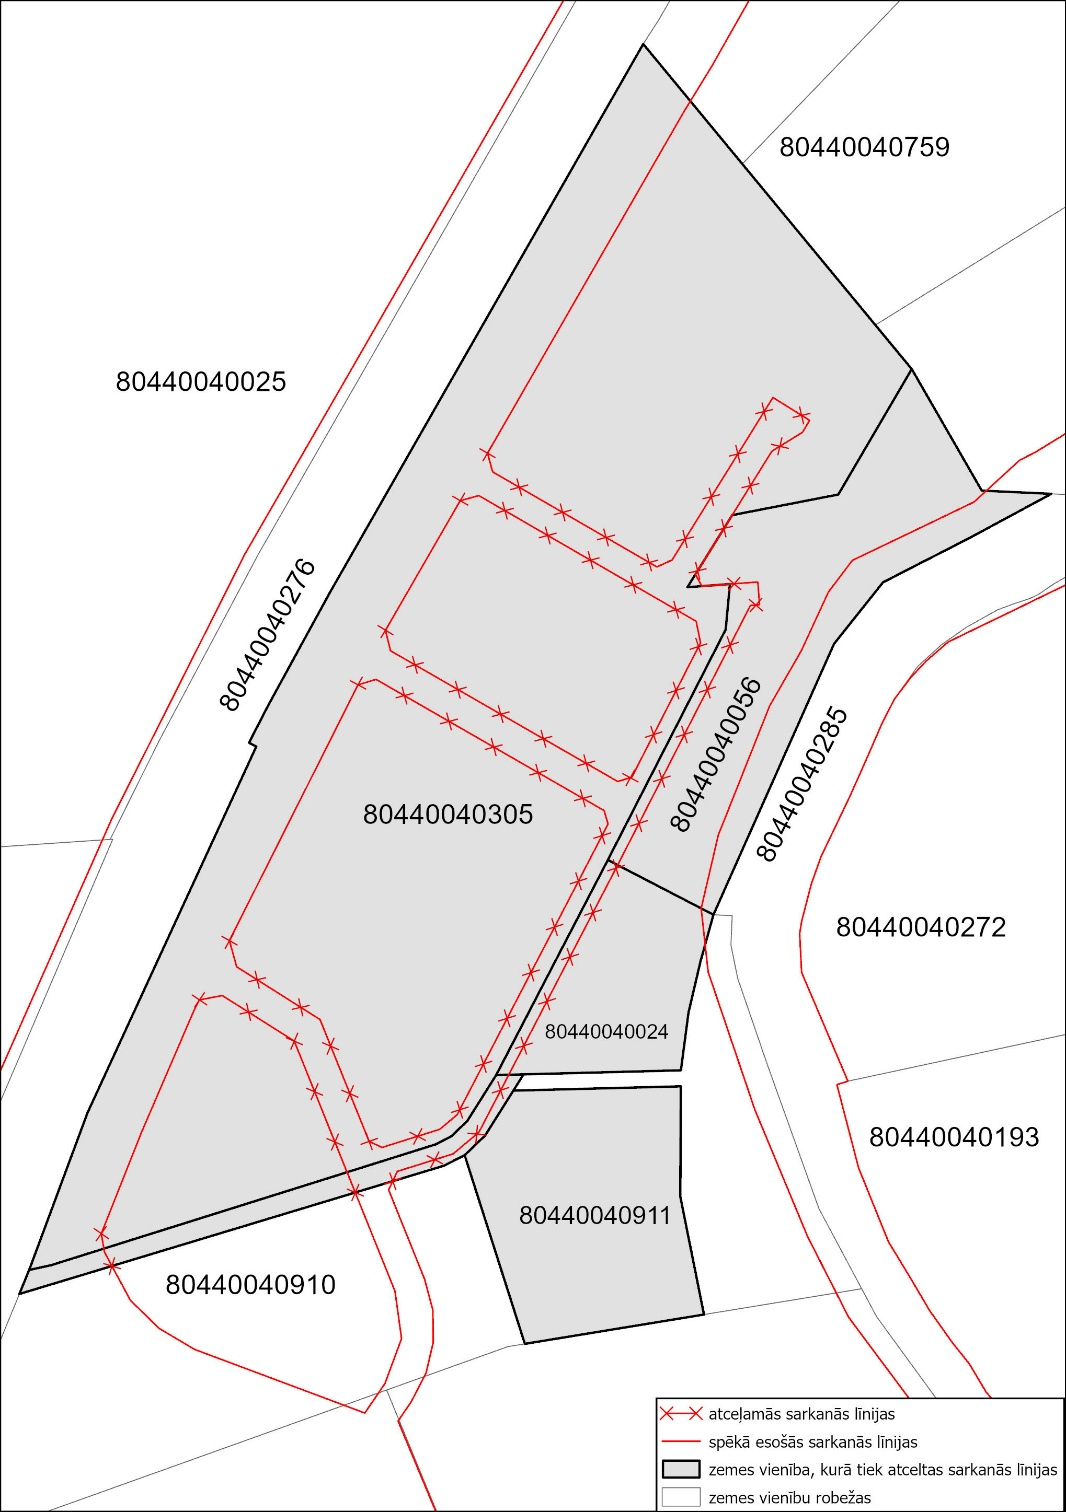 80440040759
80440040025
80440040276
80440040056
80440040285
80440040305
80440040272
80440040024
80440040193
80440040911
80440040910
atceļamās sarkanās līnijas
spēkā esošās sarkanās līnijas
zemes vienība, kurā tiek atceltas sarkanās līnijas
zemes vienību robežas